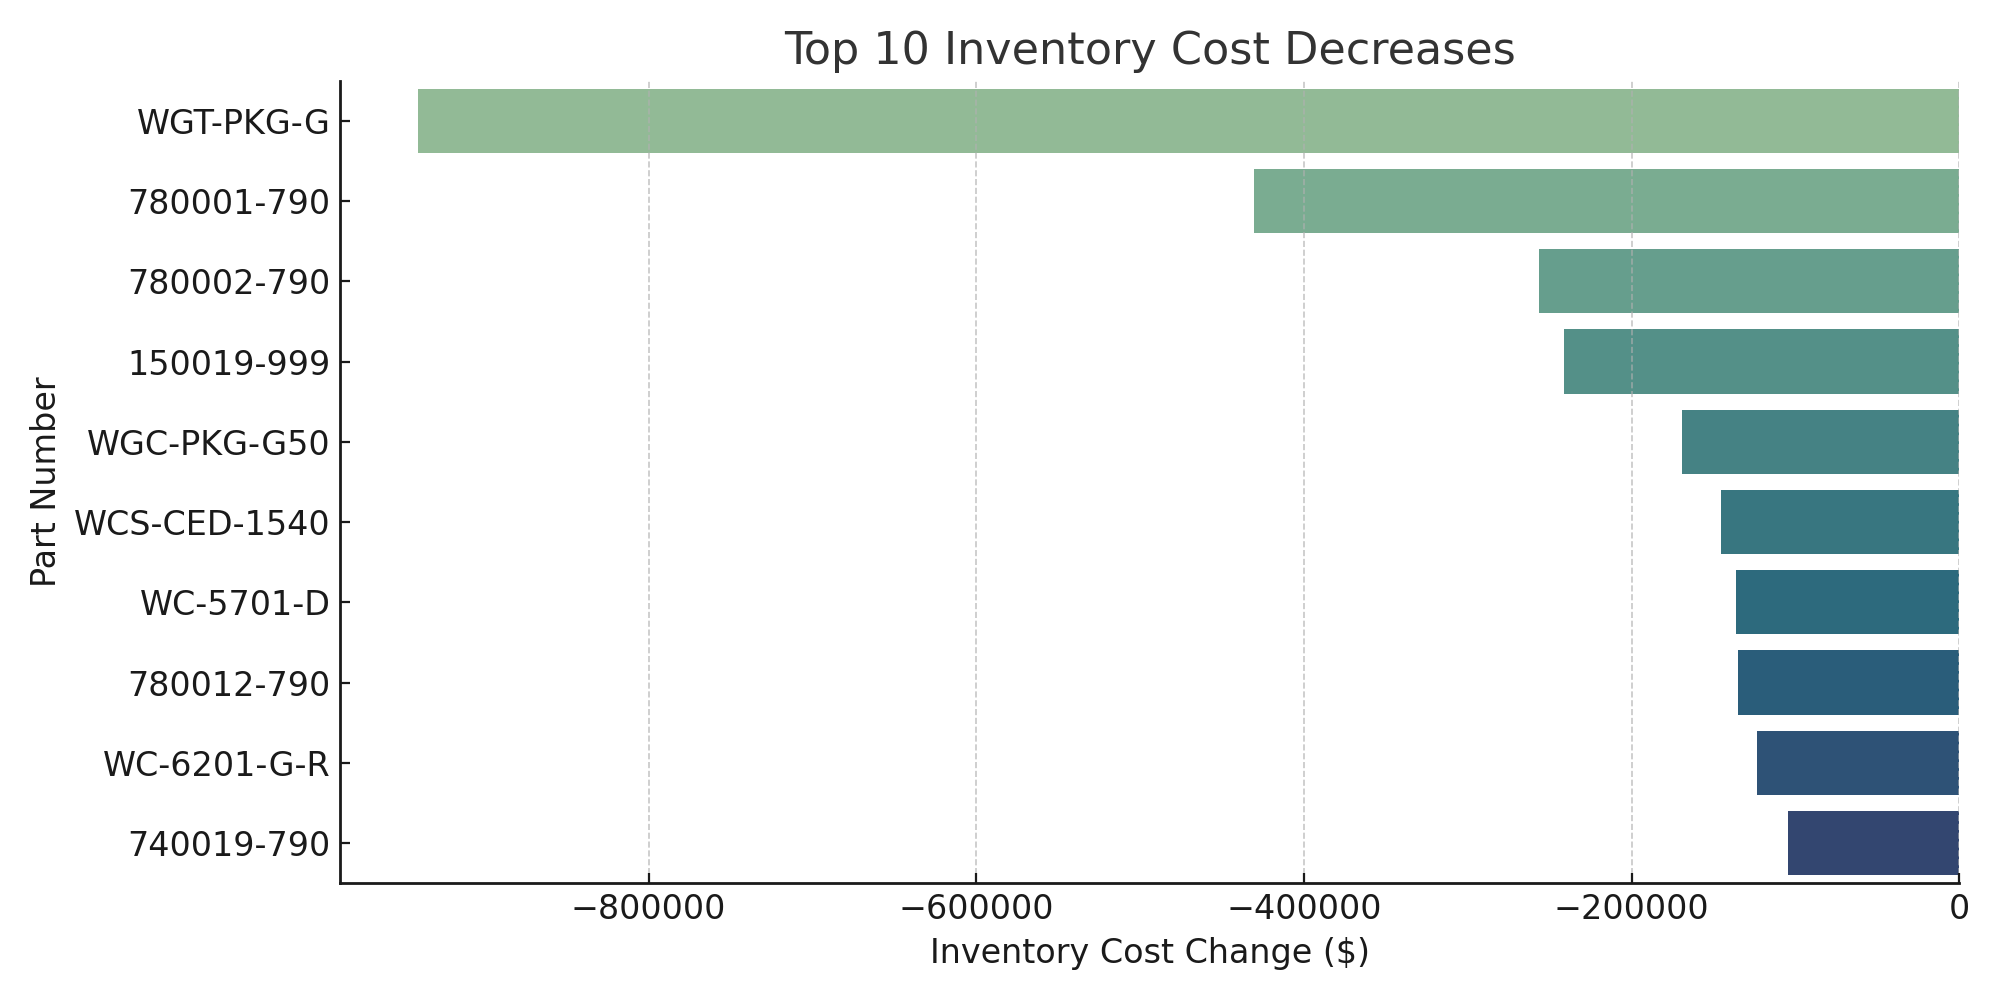 Top 10 Inventory Cost Decreases
Part Number
WGT-PKG-G
780001-790
780002-790
150019-999
WGC-PKG-G50
WCS-CED-1540
WC-5701-D
780012-790
WC-6201-G-R
740019-790
−800000 −600000 −400000 −200000 0
Inventory Cost Change ($)